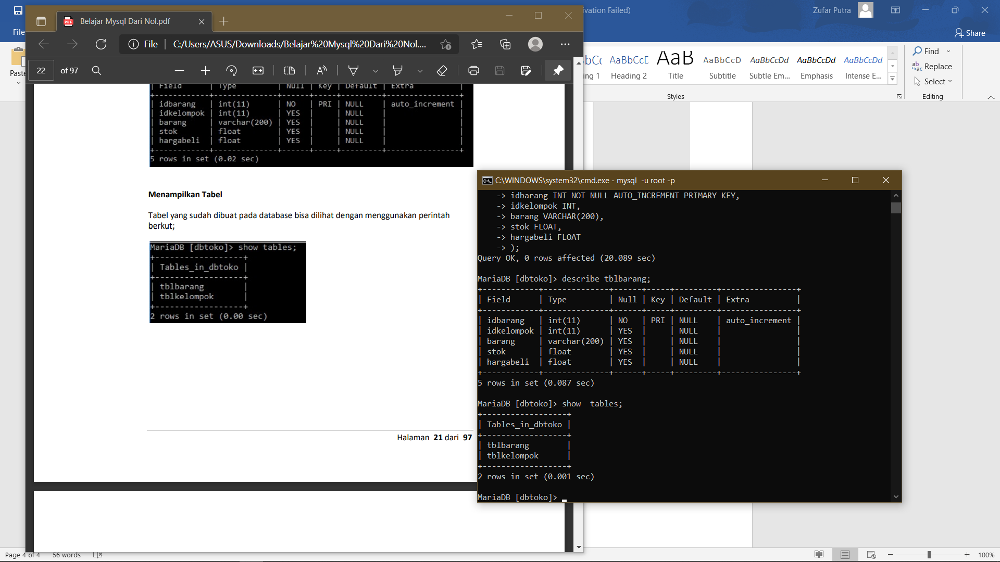 Belajar Mysql Dari Nol.pdf
File
C:/Users/ASUS/Downloads/Belajar%20Mysql%20Dari%20Nol....
22 of 97
| Field | Type | Null | Key | Default | Extra
+------------+--------------+------+-----+---------+----------------+
| idbarang | int(11) | NO | PRI | NULL | auto_increment |
| idkelompok | int(11) | YES | | NULL | |
| barang | varchar(200) | YES | | NULL | |
| stok | float | YES | | NULL | |
| hargabeli | float | YES | | NULL | |
+------------+--------------+------+-----+---------+----------------+
5 rows in set (0.02 sec)
Menampilkan Tabel
Tabel yang sudah dibuat pada database bisa dilihat dengan menggunakan perintah
berkut;
MariaDB [dbtoko]> show tables;
+------------------+
| Tables_in_dbtoko |
+------------------+
| tblbarang |
| tblkelompok |
+------------------+
2 rows in set (0.00 sec)
Halaman 21 dari 97
ivation Failed)
Zufar Putra
File
Share
Paste
ing 1
AaBbCcD
Heading 2
AaB
Title
AaBbCcD
Subtitle
AaBbCcDd
Subtle Em...
AaBbCcDd
Emphasis
AaBbCcDd
Intense E...
Styles
Find
Replace
Select
Editing
C:\WINDOWS\system32\cmd.exe - mysql -u root -p
-> idbarang INT NOT NULL AUTO_INCREMENT PRIMARY KEY,
-> idkelompok INT,
-> barang VARCHAR(200),
-> stok FLOAT,
-> hargabeli FLOAT
-> );
Query OK, 0 rows affected (20.089 sec)
MariaDB [dbtoko]> describe tblbarang;
+------------+--------------+------+-----+---------+----------------+
| Field | Type | Null | Key | Default | Extra |
+------------+--------------+------+-----+---------+----------------+
| idbarang | int(11) | NO | PRI | NULL | auto_increment |
| idkelompok | int(11) | YES | | NULL | |
| barang | varchar(200) | YES | | NULL | |
| stok | float | YES | | NULL | |
| hargabeli | float | YES | | NULL | |
+------------+--------------+------+-----+---------+----------------+
5 rows in set (0.087 sec)
MariaDB [dbtoko]> show  tables;
+------------------+
| Tables_in_dbtoko |
+------------------+
| tblbarang |
| tblkelompok |
+------------------+
2 rows in set (0.001 sec)
MariaDB [dbtoko]>
Page 4 of 4
56 words
100%